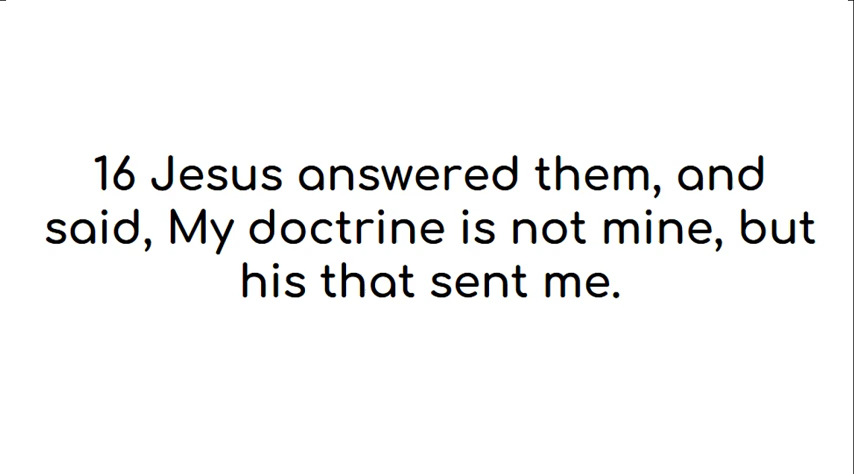 16 Jesus answered them, and
said, My doctrine is not mine, but
his that sent me.